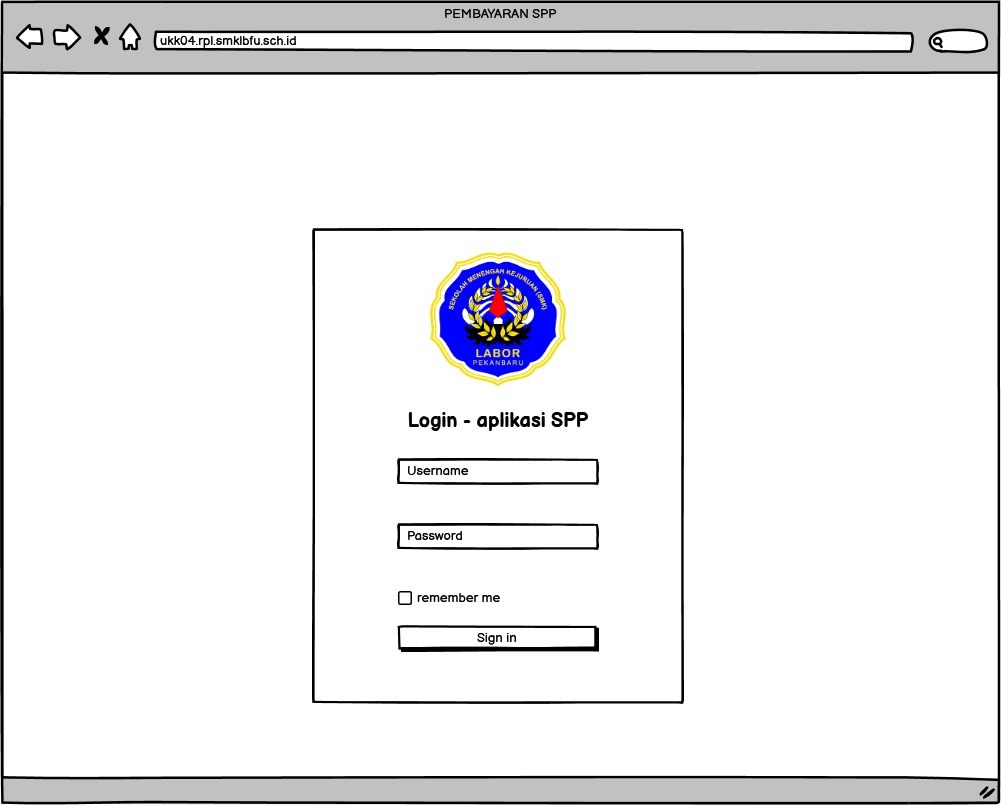 PEMBAYARAN SPP
ukk04.rpl.smklbfu.sch.id
SEKOLAH MENENGAH KEJURUAN (SMK)
LABOR
PEKANBARU
Login - aplikasi SPP
Username
Password
remember me
Sign in